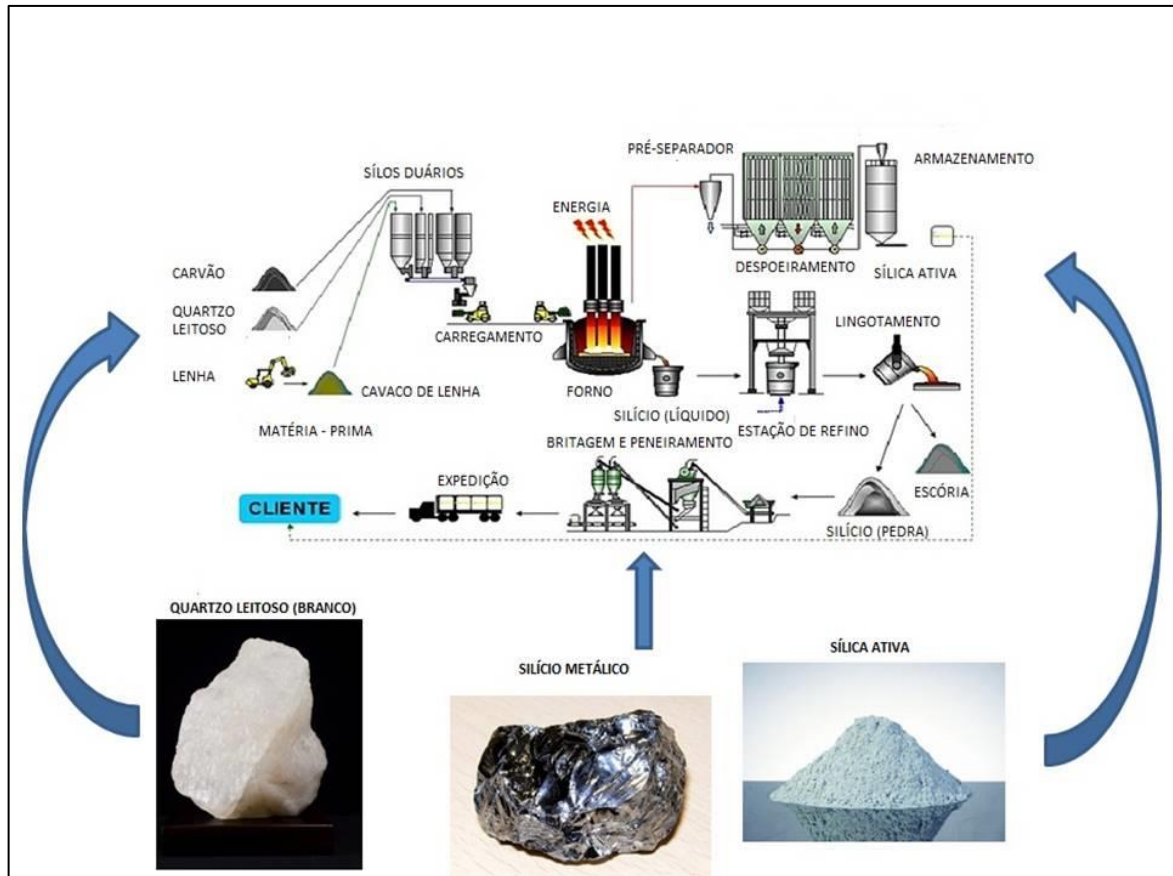 PRÉ-SEPARADOR
ARMAZENAMENTO
SÍLOS DUÁRIOS
ENERGIA
CARVÃO
DESPOEIRAMENTO
SÍLICA ATIVA
QUARTZO
LEITOSO
CARREGAMENTO
LINGOTAMENTO
LENHA
CAVACO DE LENHA
FORNO
SILÍCIO (LÍQUIDO)
ESTAÇÃO DE REFINO
MATÉRIA - PRIMA
BRITAGEM E PENEIRAMENTO
EXPEDIÇÃO
ESCÓRIA
CLIENTE
SILÍCIO (PEDRA)
QUARTZO LEITOSO (BRANCO)
SILÍCIO METÁLICO
SÍLICA ATIVA